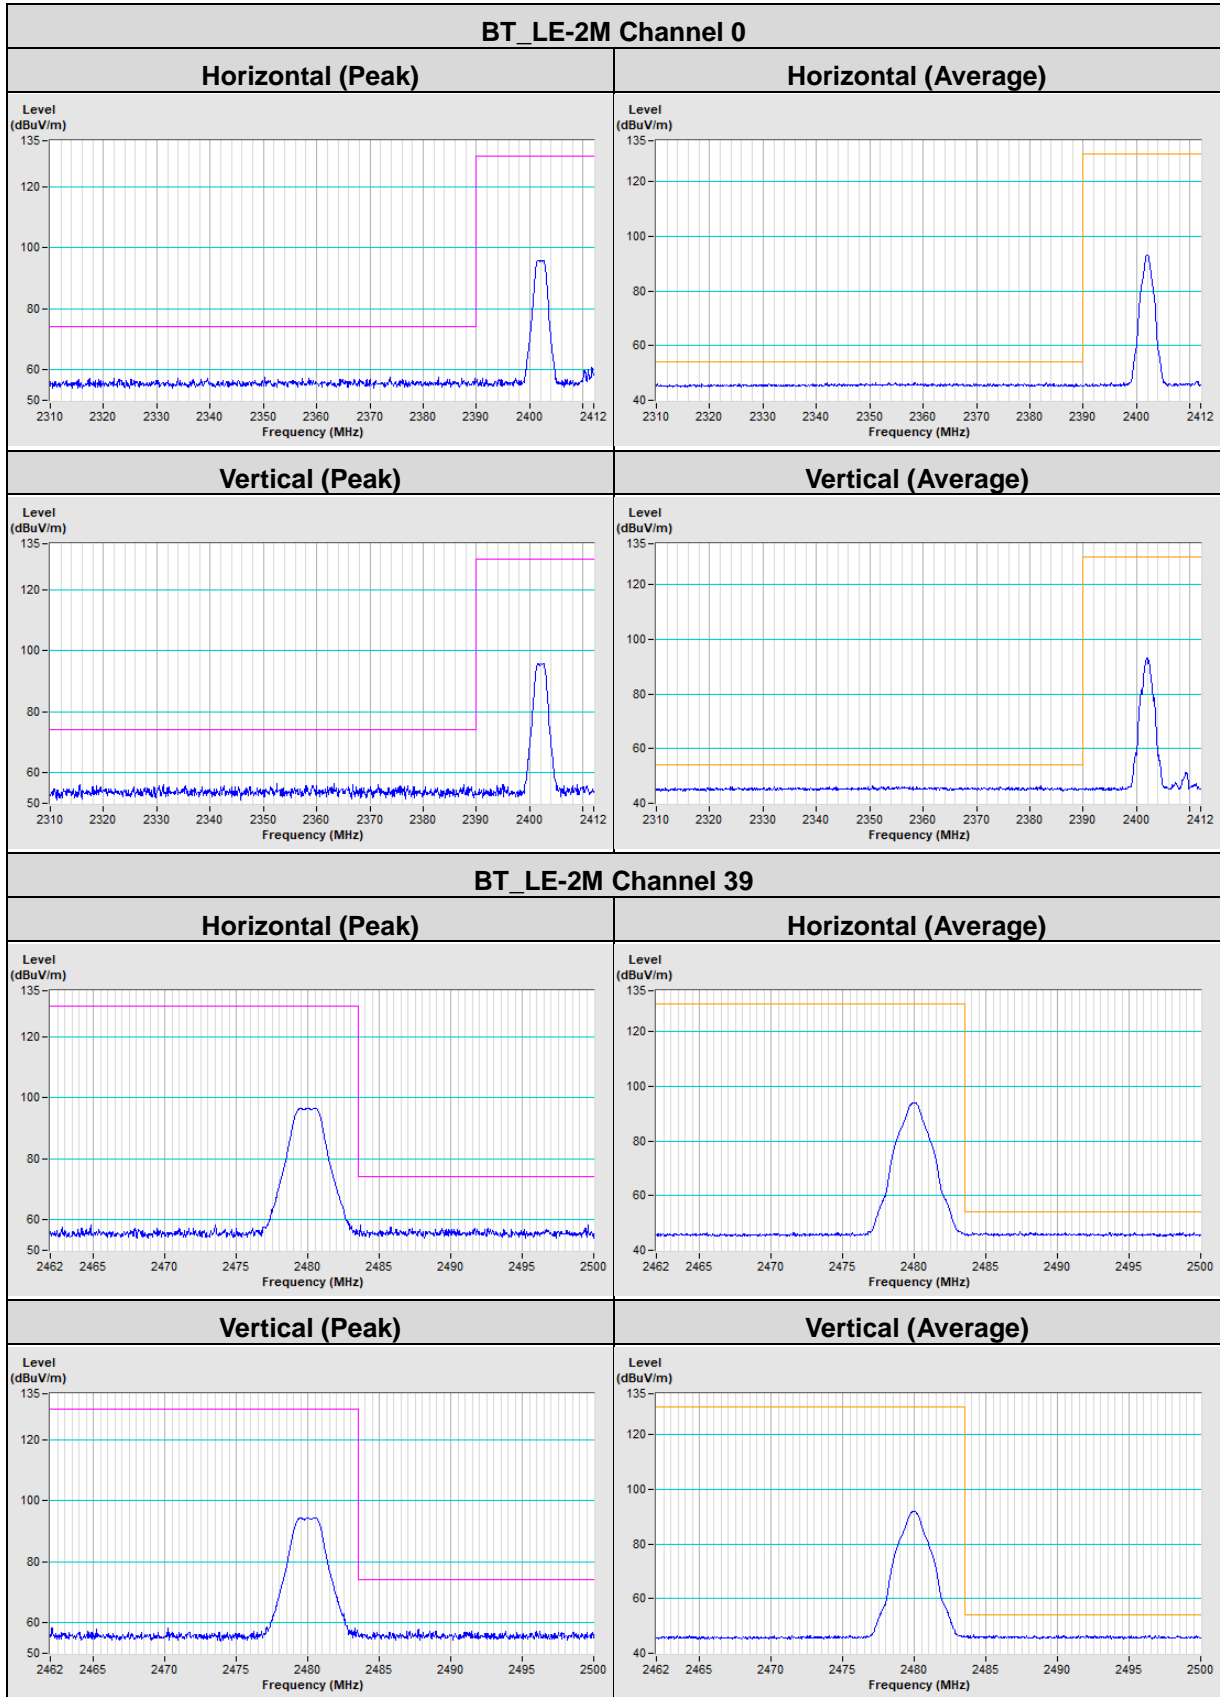 BT_LE-2M Channel 0
Horizontal (Peak)
Horizontal (Average)
Level
(dBuV/m)
135
120
100
80
60
50
2310 2320 2330 2340 2350 2360 2370 2380 2390 2400 2412
Frequency (MHz)
Level
(dBuV/m)
135
120
100
80
60
40
2310 2320 2330 2340 2350 2360 2370 2380 2390 2400 2412
Frequency (MHz)
Vertical (Peak)
Vertical (Average)
Level
(dBuV/m)
135
120
100
80
60
50
2310 2320 2330 2340 2350 2360 2370 2380 2390 2400 2412
Frequency (MHz)
Level
(dBuV/m)
135
120
100
80
60
40
2310 2320 2330 2340 2350 2360 2370 2380 2390 2400 2412
Frequency (MHz)
BT_LE-2M Channel 39
Horizontal (Peak)
Horizontal (Average)
Level
(dBuV/m)
135
120
100
80
60
50
2462 2465 2470 2475 2480 2485 2490 2495 2500
Frequency (MHz)
Level
(dBuV/m)
135
120
100
80
60
40
2462 2465 2470 2475 2480 2485 2490 2495 2500
Frequency (MHz)
Vertical (Peak)
Vertical (Average)
Level
(dBuV/m)
135
120
100
80
60
50
2462 2465 2470 2475 2480 2485 2490 2495 2500
Frequency (MHz)
Level
(dBuV/m)
135
120
100
80
60
40
2462 2465 2470 2475 2480 2485 2490 2495 2500
Frequency (MHz)